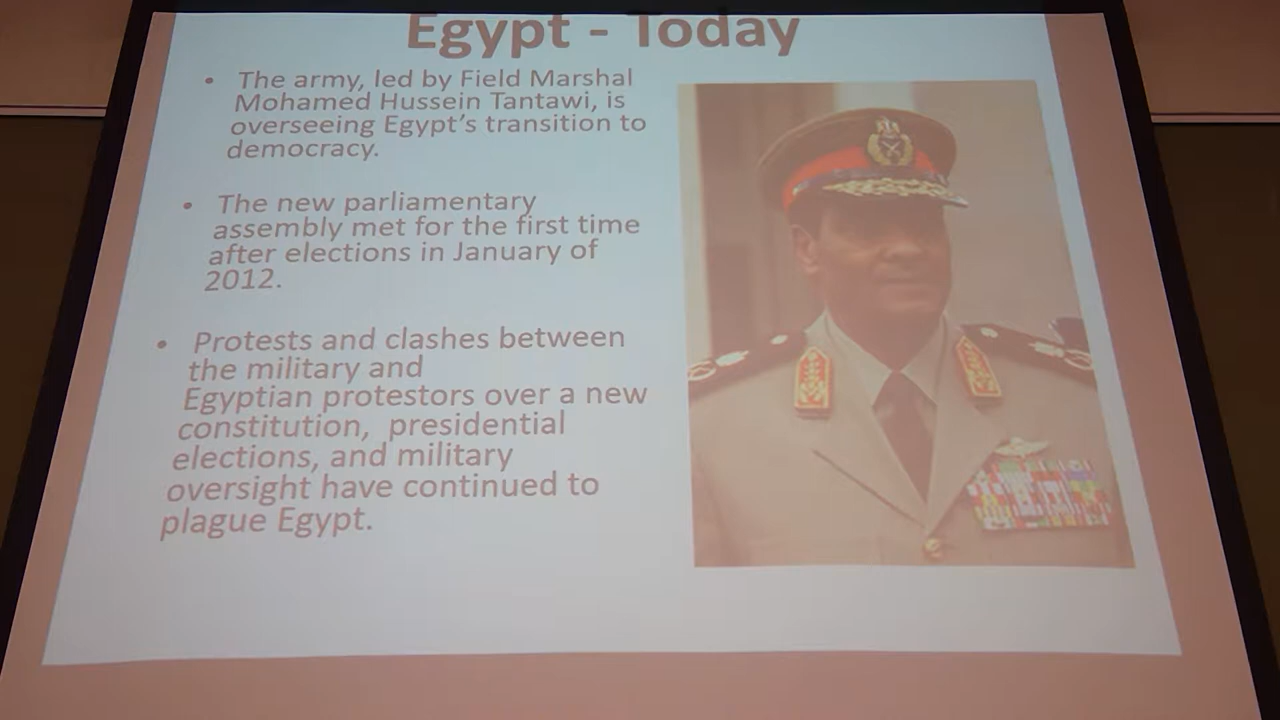 Egypt - Today
• The army, led by Field Marshal
Mohamed Hussein Tantawi, is
overseeing Egypt's transition to
democracy.
• The new parliamentary
assembly met for the first time
after elections in January of
2012.
• Protests and clashes between
the military and
Egyptian protestors over a new
constitution, presidential
elections, and military
oversight have continued to
plague Egypt.